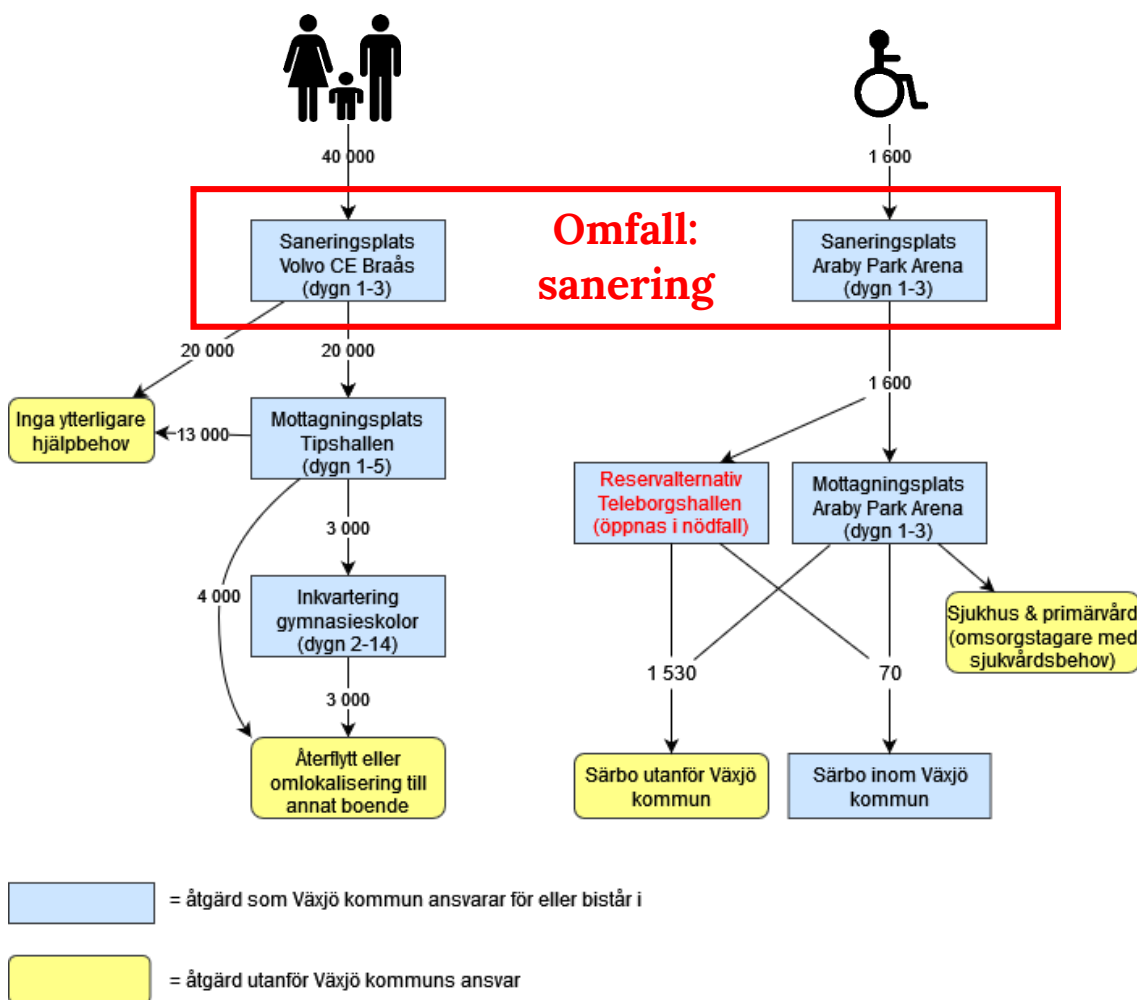 40 000
1 600
Omfall:
sanering
Saneringsplats
Volvo CE Braås
(dygn 1-3)
Saneringsplats
Araby Park Arena
(dygn 1-3)
20 000
20 000
1 600
Inga ytterligare
hjälpbehov
13 000
Mottagningsplats
Tipshallen
(dygn 1-5)
Reservalternativ
Teleborgshallen
(öppnas i nödfall)
Mottagningsplats
Araby Park Arena
(dygn 1-3)
3 000
4 000
Inkvartering
gymnasieskolor
(dygn 2-14)
Sjukhus & primärvård
(omsorgstagare med
sjukvårdsbehov)
1 530
70
3 000
Återflytt eller
omlokalisering till
annat boende
Särbo utanför Växjö
kommun
Särbo inom Växjö
kommun
= åtgärd som Växjö kommun ansvarar för eller bistår i
= åtgärd utanför Växjö kommuns ansvar